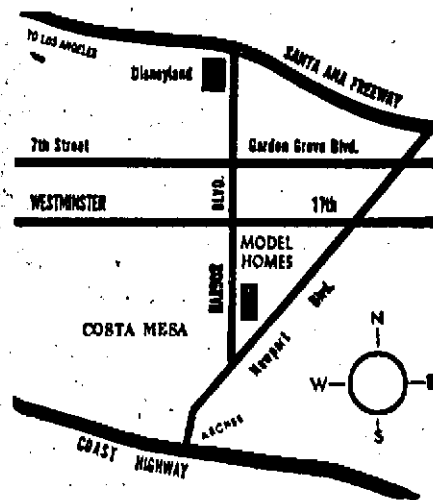 TO LOS ANGELES
SANTA ANA FREEWAY
Disneyland
7th Street
Garden Grove Blvd.
WESTMINSTER
17th
HARBOR BLVD.
MODEL
HOMES
Newport Blvd.
COSTA MESA
N
W
E
S
ARCHES
COAST HIGHWAY